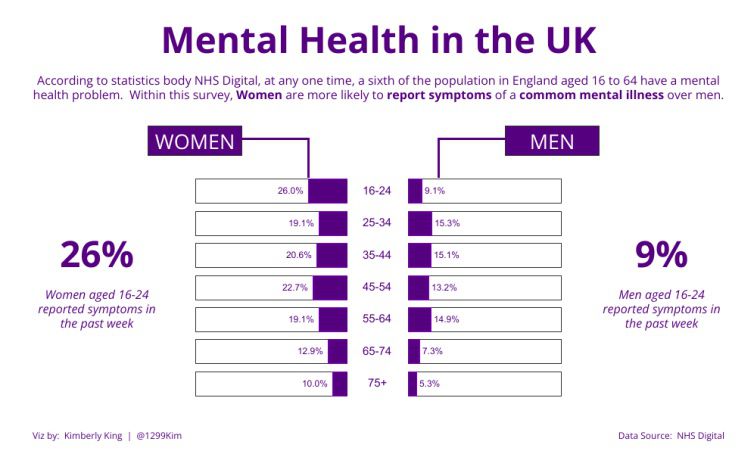 Mental Health in the UK
According to statistics body NHS Digital, at any one time, a sixth of the population in England aged 16 to 64 have a mental
health problem.  Within this survey, Women are more likely to report symptoms of a commom mental illness over men.
WOMEN
MEN
26.0%
16-24
9.1%
19.1%
25-34
15.3%
20.6%
35-44
15.1%
22.7%
45-54
13.2%
19.1%
55-64
14.9%
12.9%
65-74
7.3%
10.0%
75+
5.3%
26%
Women aged 16-24
reported symptoms in
the past week
9%
Men aged 16-24
reported symptoms in
the past week
Viz by:  Kimberly King  |  @1299Kim
Data Source:  NHS Digital